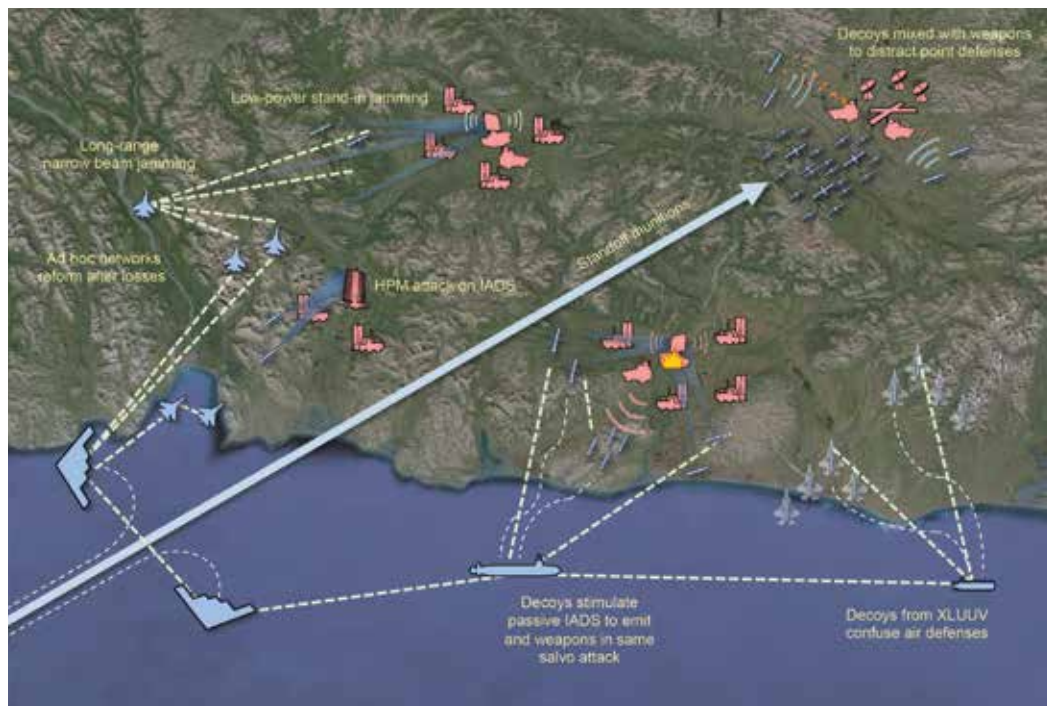 Decoys mixed with weapons
to distract point defenses
Low-power stand-in jamming
Long-range
narrow beam jamming
Ad hoc networks
reform after losses
HPM attack on IADS
Standoff munitions
Decoys stimulate
passive IADS to emit
and weapons in same
salvo attack
Decoys from XLUUV
confuse air defenses